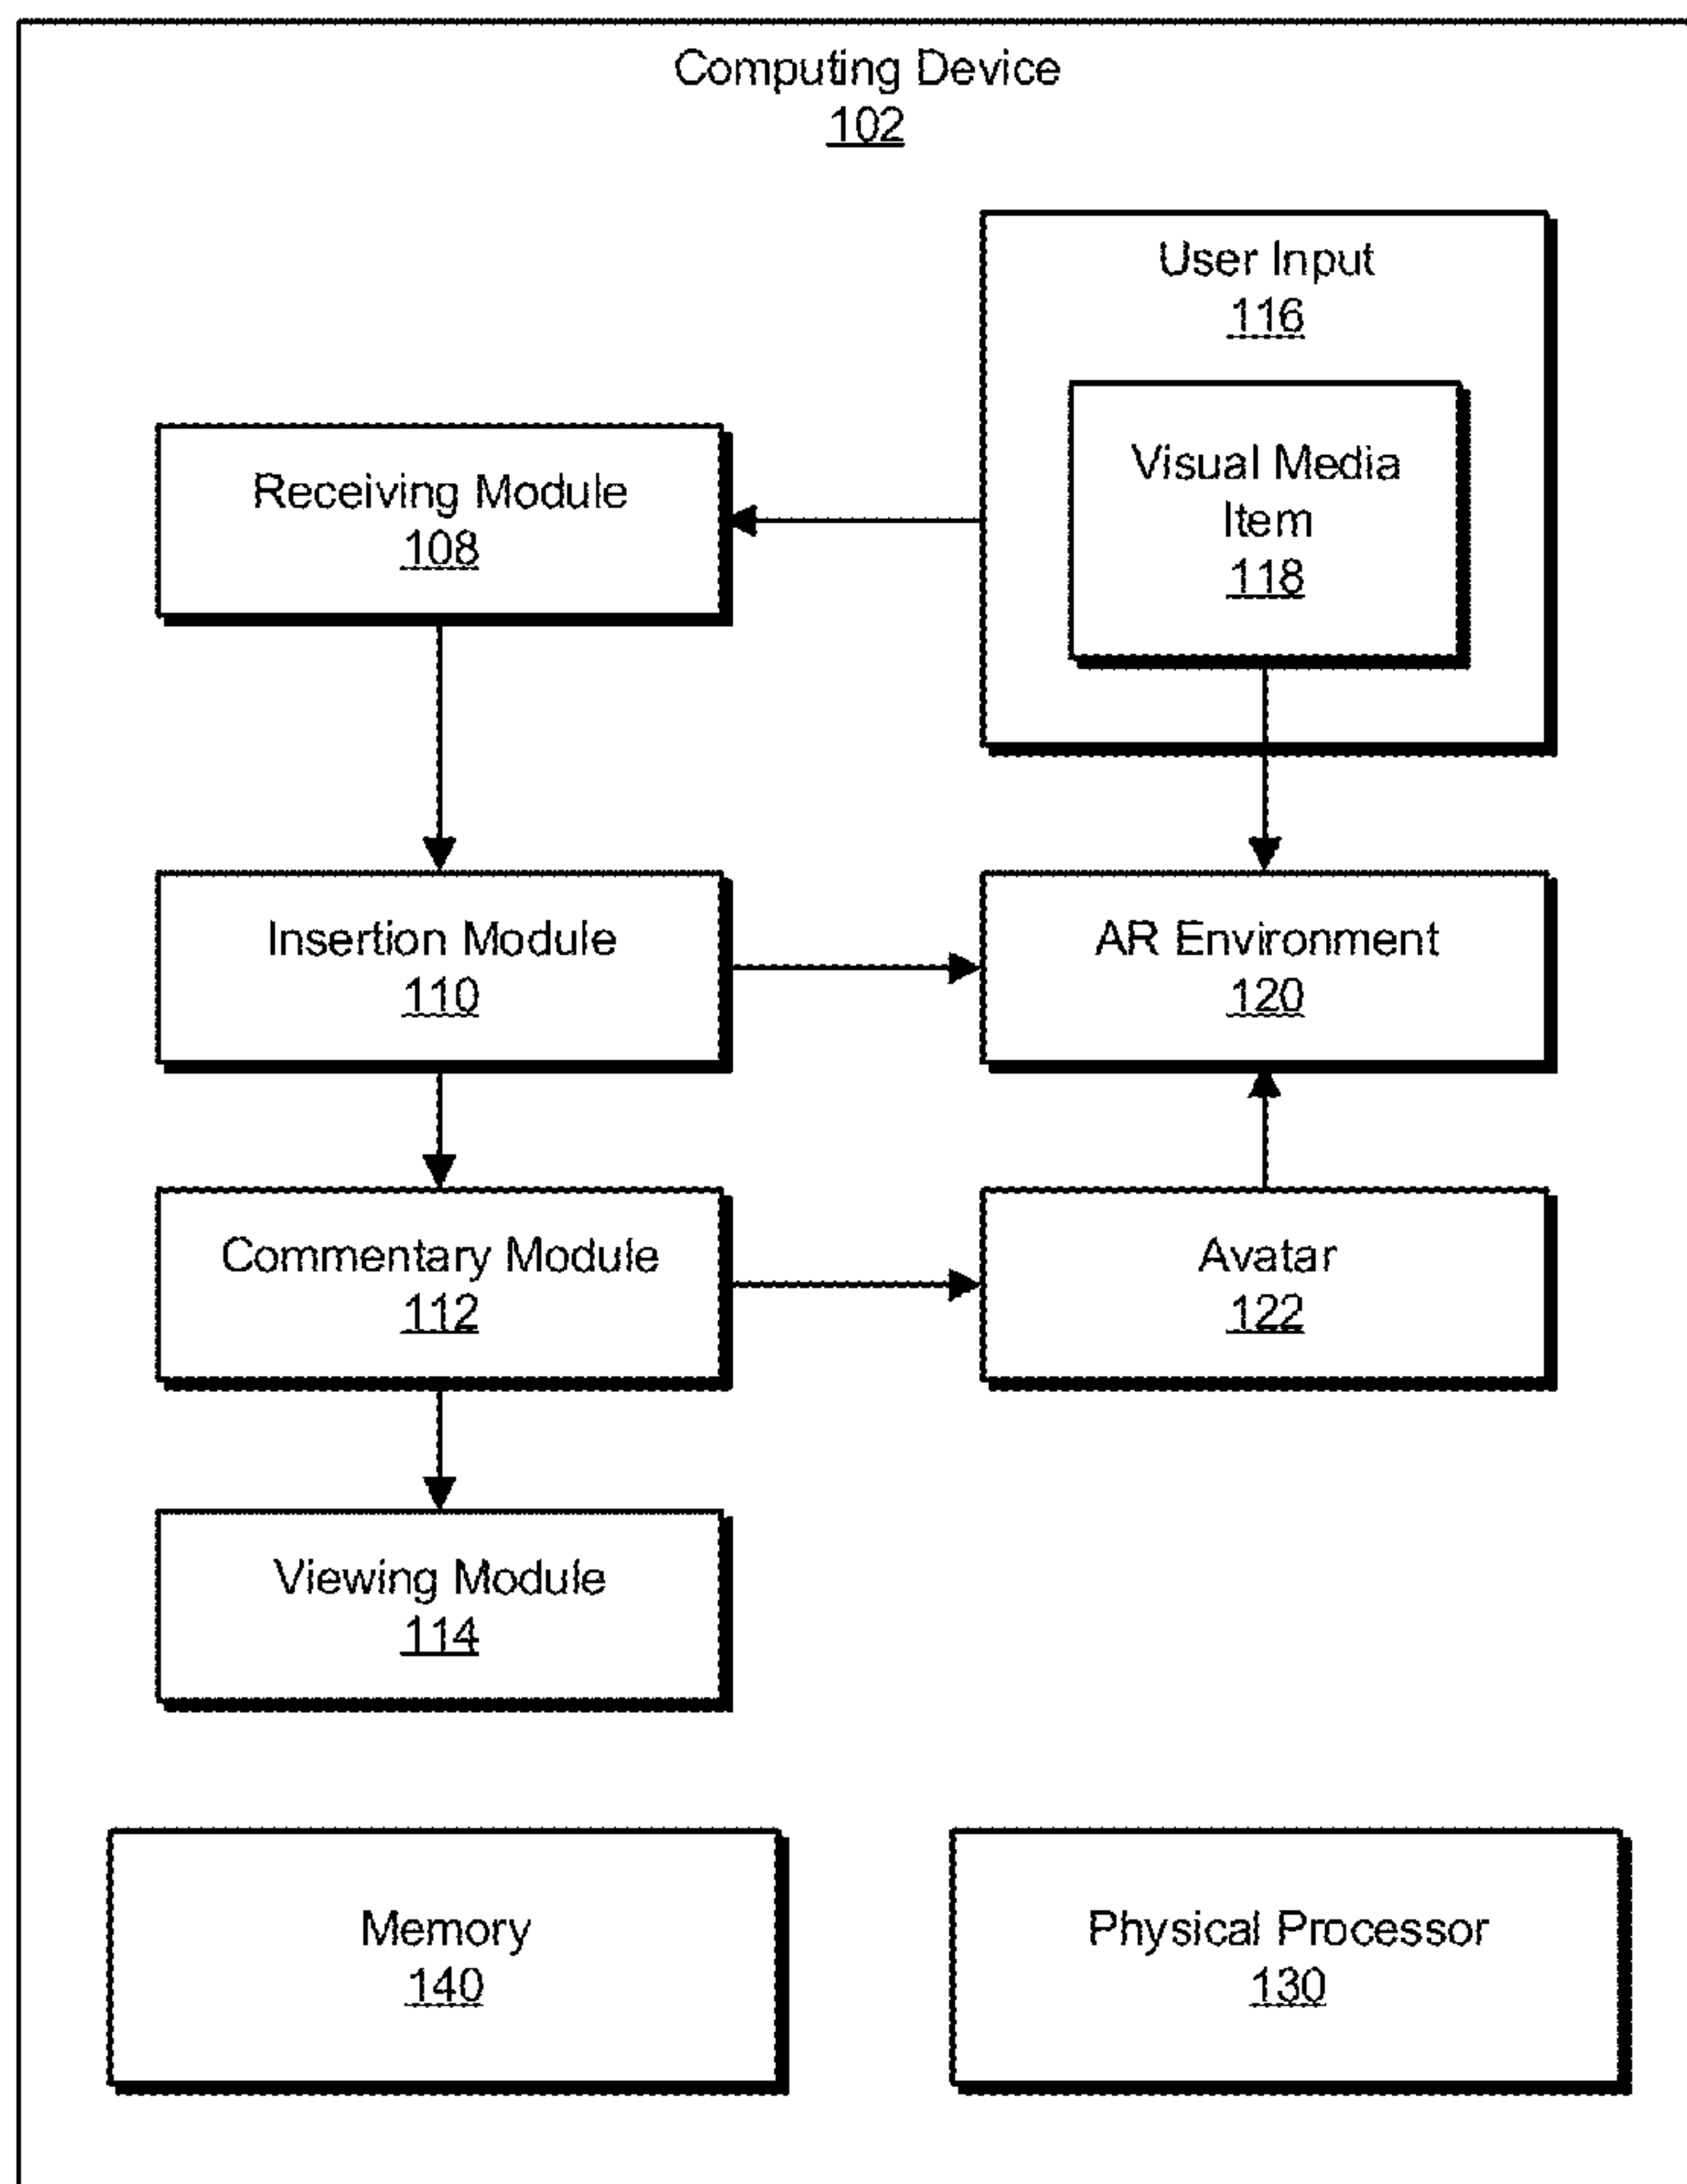 Computing Device
102
User Input
116
Visual Media
Item
118
Receiving Module
108
Insertion Module
110
AR Environment
120
Commentary Module
112
Avatar
122
Viewing Module
114
Memory
140
Physical Processor
130